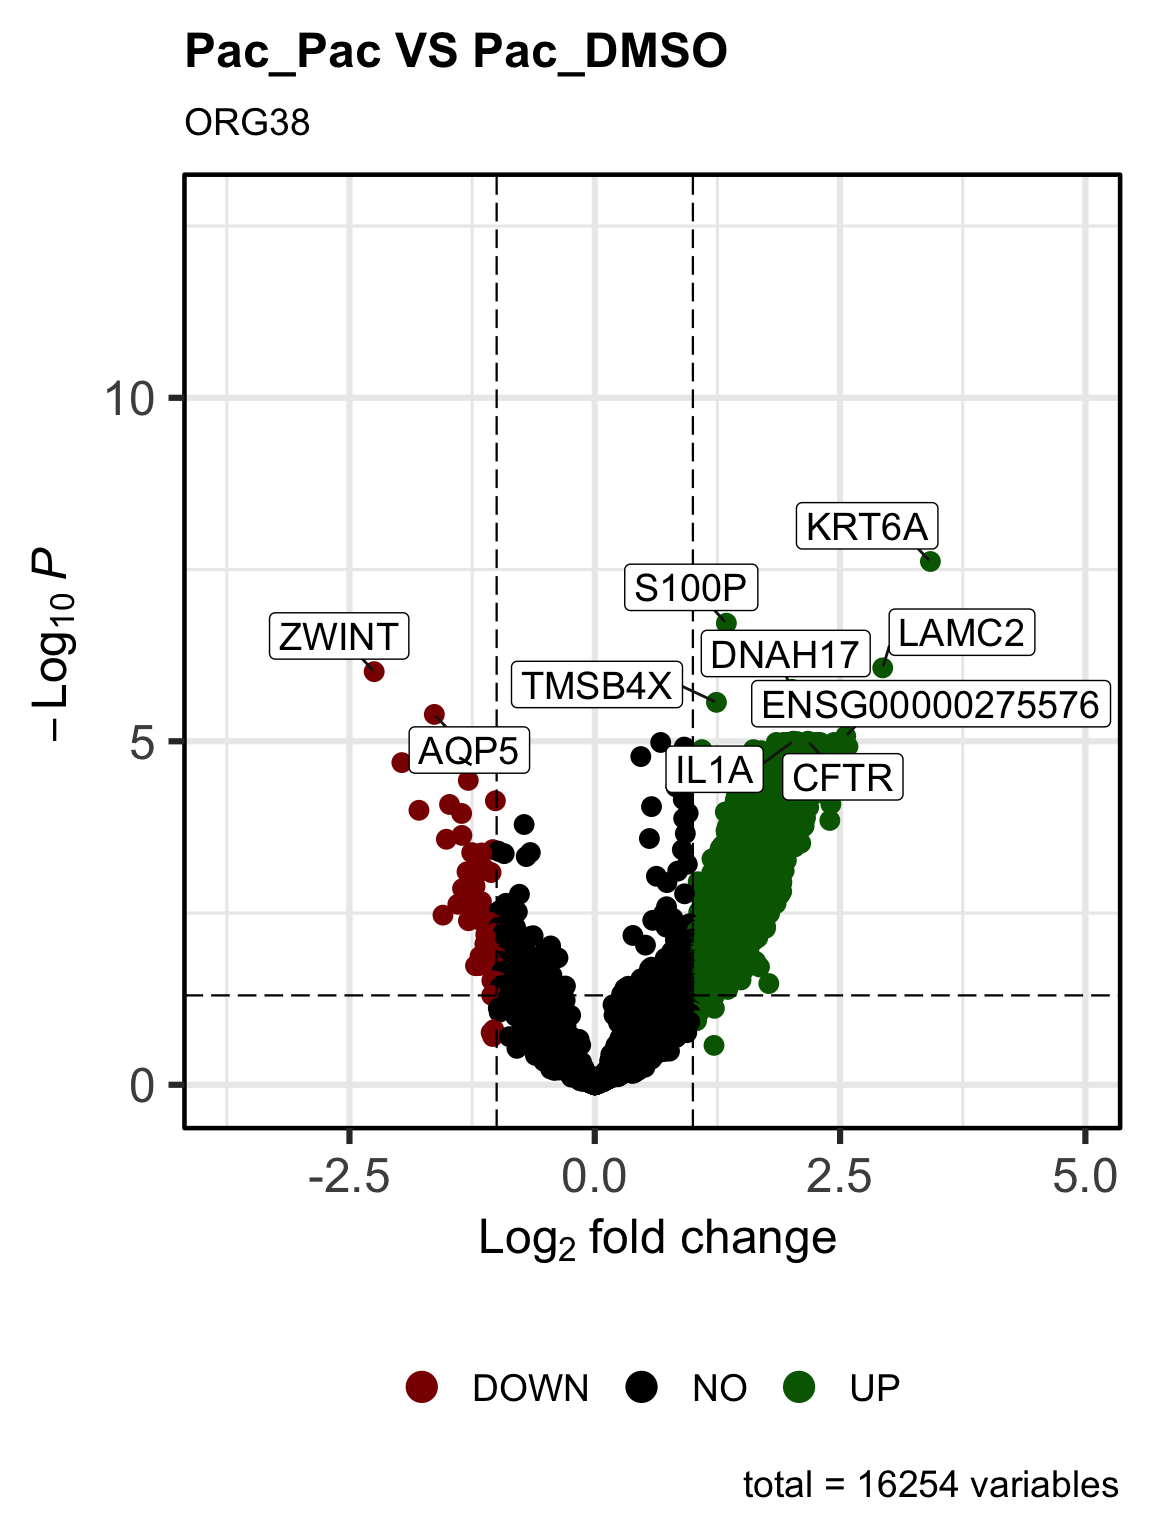 Pac_Pac VS Pac_DMSO
ORG38
−Log10 P
10
5
0
KRT6A
S100P
LAMC2
ZWINT
DNAH17
TMSB4X
ENSG00000275576
AQP5
IL1A
CFTR
-2.5 0.0 2.5 5.0
Log2 fold change
DOWN NO UP
total = 16254 variables